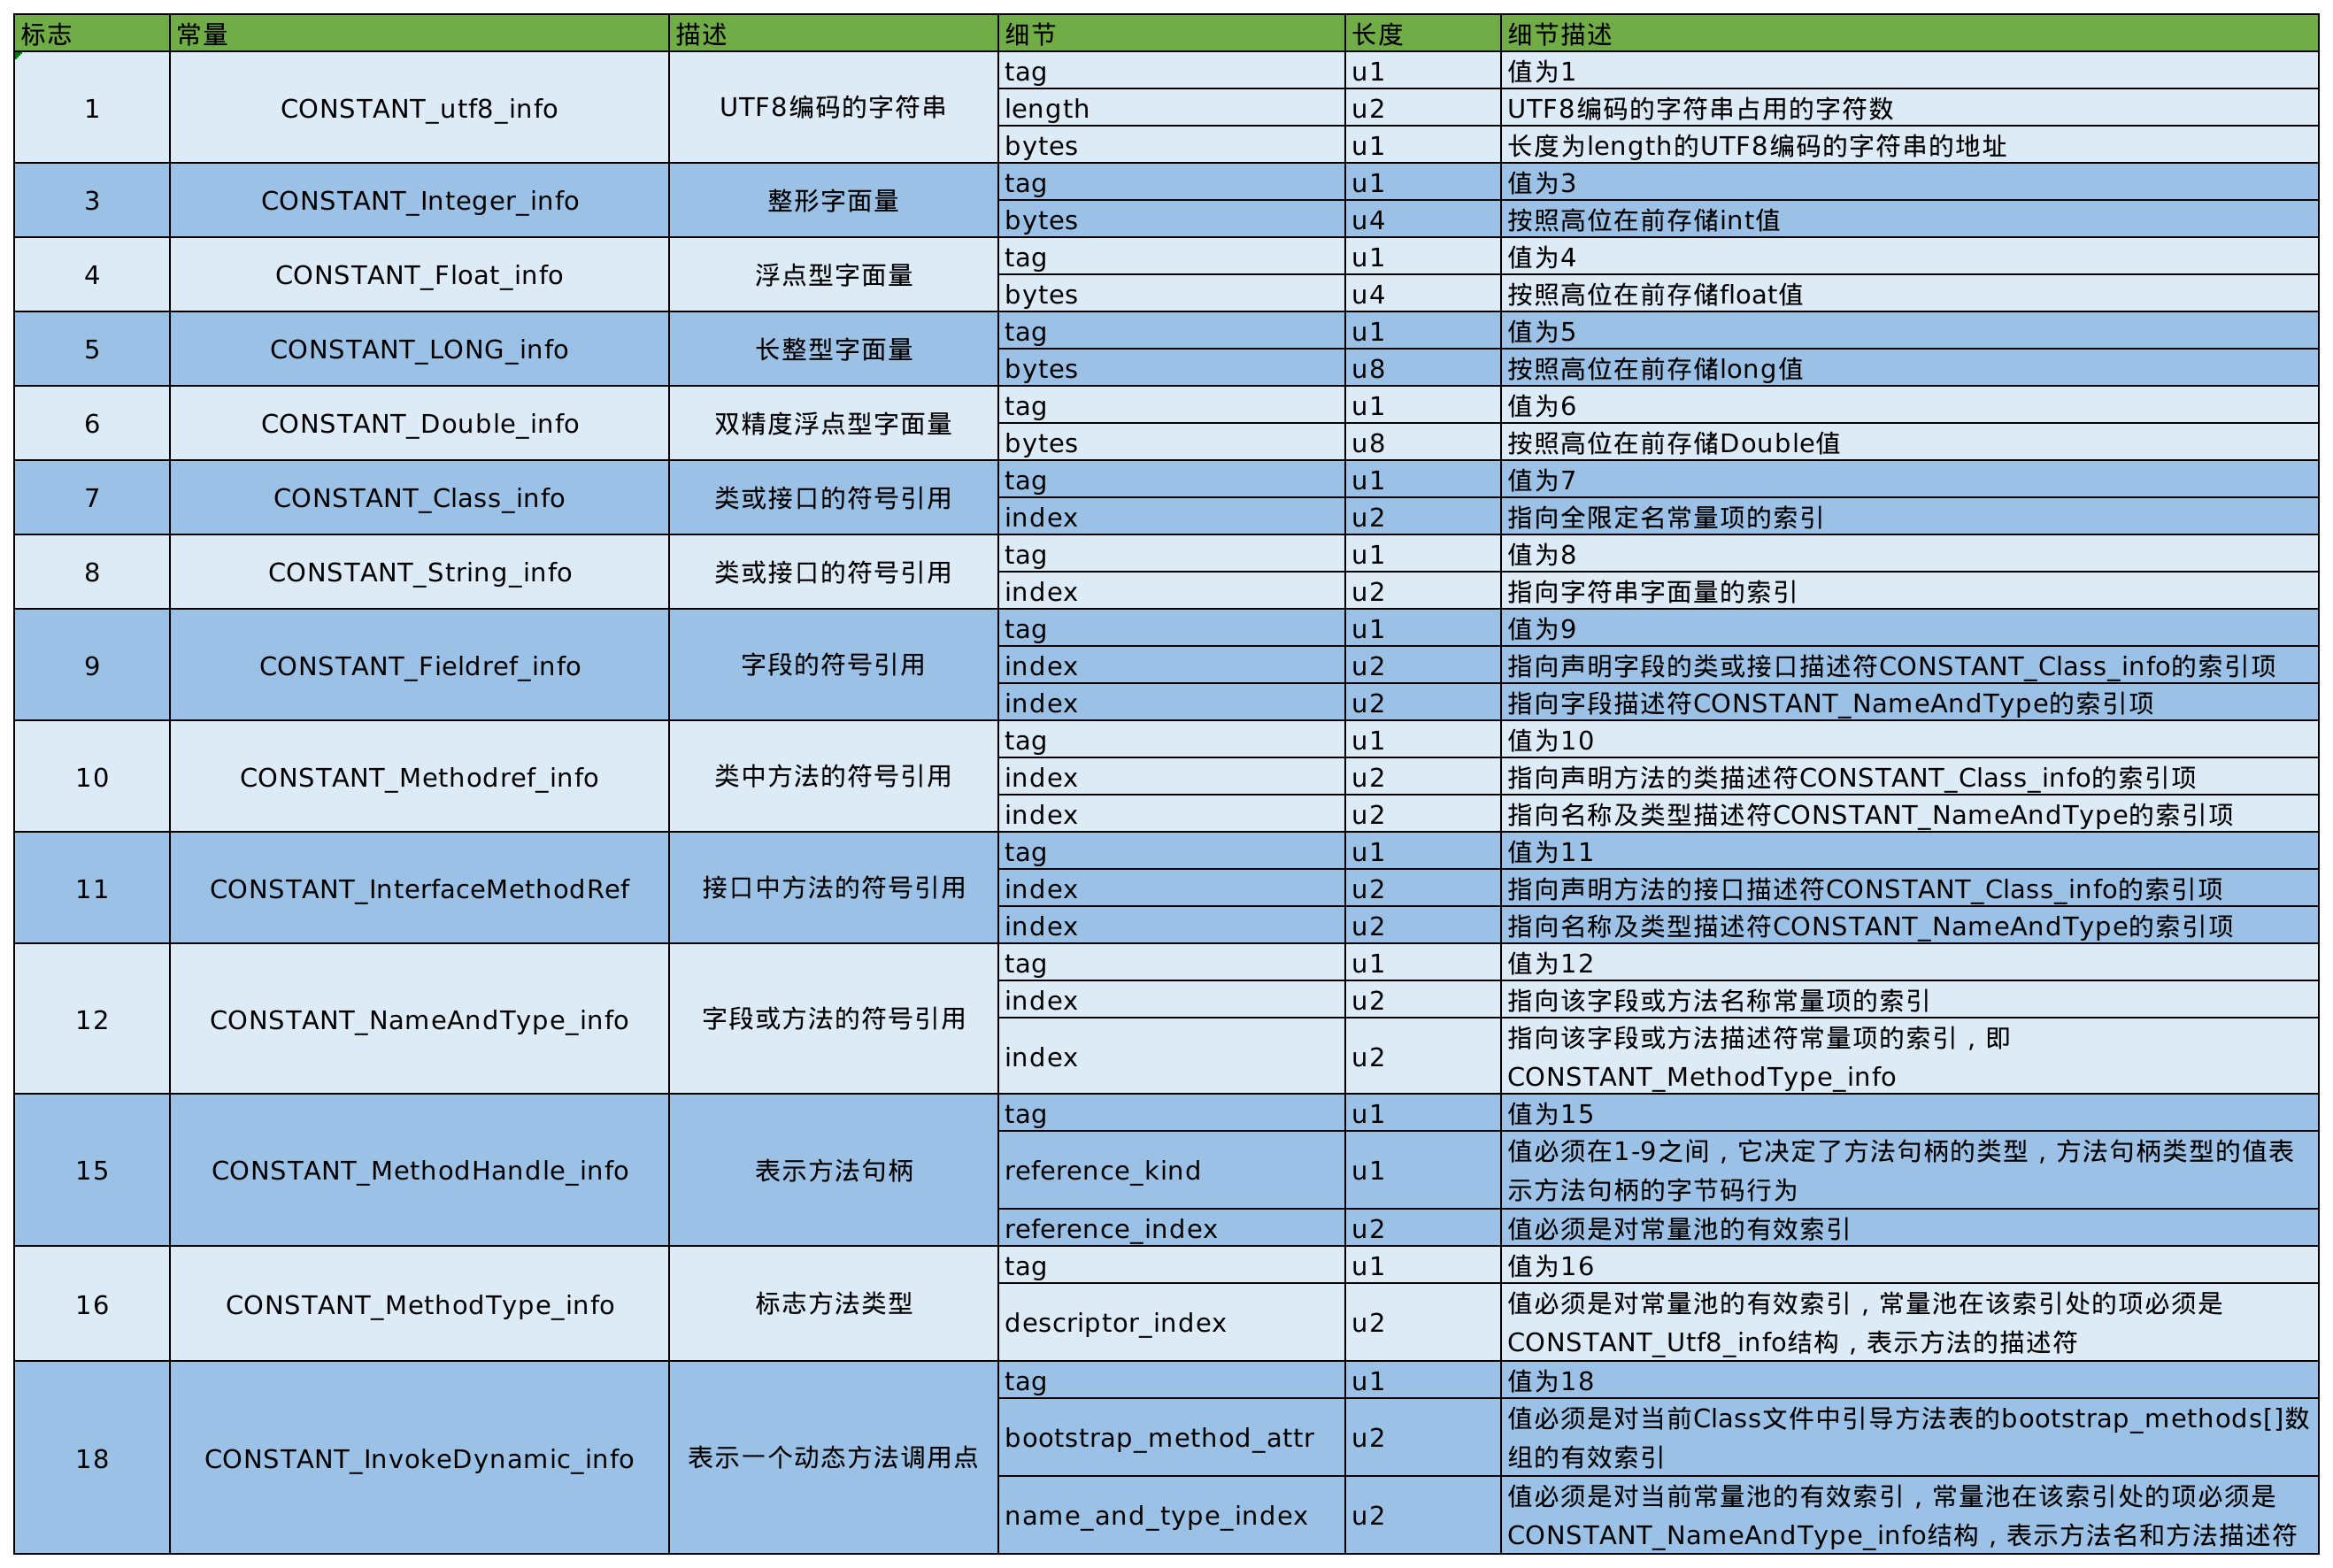 标志 常量 描述 细节 长度 细节描述
1 CONSTANT_utf8_info UTF8编码的字符串 tag u1 值为1
length u2 UTF8编码的字符串占用的字符数
bytes u1 长度为length的UTF8编码的字符串的地址
3 CONSTANT_Integer_info 整形字面量 tag u1 值为3
bytes u4 按照高位在前存储int值
4 CONSTANT_Float_info 浮点型字面量 tag u1 值为4
bytes u4 按照高位在前存储float值
5 CONSTANT_LONG_info 长整型字面量 tag u1 值为5
bytes u8 按照高位在前存储long值
6 CONSTANT_Double_info 双精度浮点型字面量 tag u1 值为6
bytes u8 按照高位在前存储Double值
7 CONSTANT_Class_info 类或接口的符号引用 tag u1 值为7
index u2 指向全限定名常量项的索引
8 CONSTANT_String_info 类或接口的符号引用 tag u1 值为8
index u2 指向字符串字面量的索引
9 CONSTANT_Fieldref_info 字段的符号引用 tag u1 值为9
index u2 指向声明字段的类或接口描述符CONSTANT_Class_info的索引项
index u2 指向字段描述符CONSTANT_NameAndType的索引项
10 CONSTANT_Methodref_info 类中方法的符号引用 tag u1 值为10
index u2 指向声明方法的类描述符CONSTANT_Class_info的索引项
index u2 指向名称及类型描述符CONSTANT_NameAndType的索引项
11 CONSTANT_InterfaceMethodRef 接口中方法的符号引用 tag u1 值为11
index u2 指向声明方法的接口描述符CONSTANT_Class_info的索引项
index u2 指向名称及类型描述符CONSTANT_NameAndType的索引项
12 CONSTANT_NameAndType_info 字段或方法的符号引用 tag u1 值为12
index u2 指向该字段或方法名称常量项的索引
index u2 指向该字段或方法描述符常量项的索引，即
CONSTANT_MethodType_info
15 CONSTANT_MethodHandle_info 表示方法句柄 tag u1 值为15
reference_kind u1 值必须在1-9之间，它决定了方法句柄的类型，方法句柄类型的值表
示方法句柄的字节码行为
reference_index u2 值必须是对常量池的有效索引
16 CONSTANT_MethodType_info 标志方法类型 tag u1 值为16
descriptor_index u2 值必须是对常量池的有效索引，常量池在该索引处的项必须是
CONSTANT_Utf8_info结构，表示方法的描述符
18 CONSTANT_InvokeDynamic_info 表示一个动态方法调用点 tag u1 值为18
bootstrap_method_attr u2 值必须是对当前Class文件中引导方法表的bootstrap_methods[]数
组的有效索引
name_and_type_index u2 值必须是对当前常量池的有效索引，常量池在该索引处的项必须是
CONSTANT_NameAndType_info结构，表示方法名和方法描述符